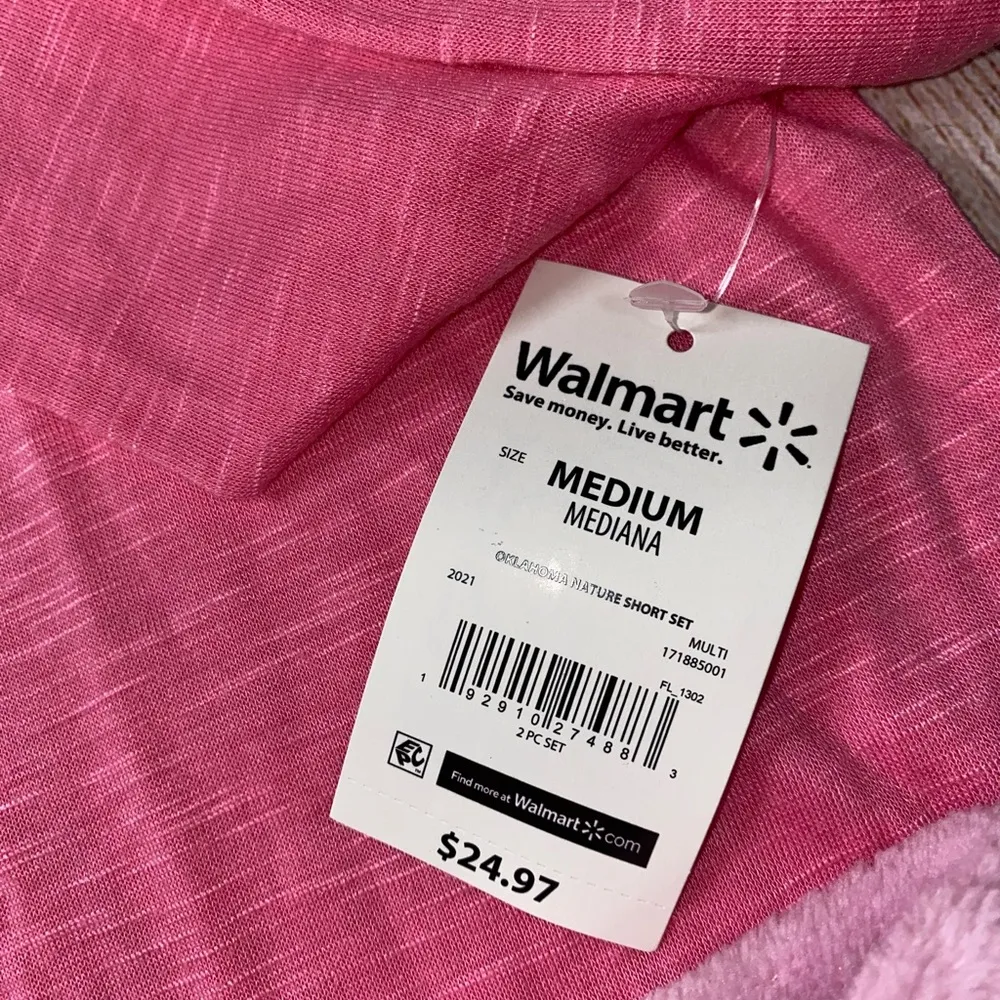 Walmart
Save money. Live better.
SIZE MEDIUM
MEDIANA
OKLAHOMA NATURE SHORT SET
2021 MULTI
171885001
FL_1302
1 92910 27488 3
2 PC SET
EPC
Find more at Walmart.com
$24.97